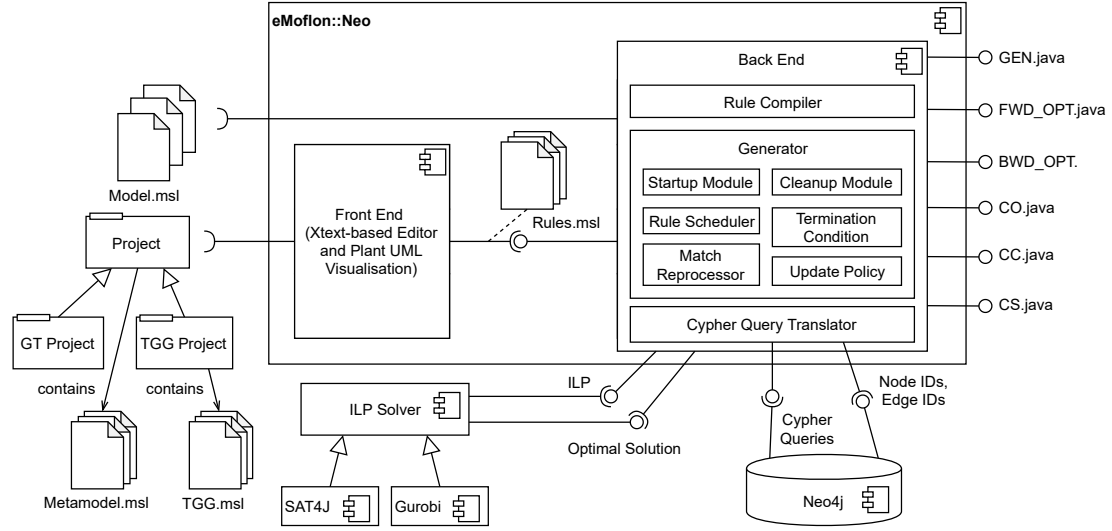 eMoflon::Neo
Back End
GEN.java
Rule Compiler
FWD_OPT.java
Generator
BWD_OPT.
Startup Module
Cleanup Module
CO.java
Rule Scheduler
Termination
Condition
CC.java
Match
Reprocessor
Update Policy
CS.java
Cypher Query Translator
Model.msl
Project
Front End
(Xtext-based Editor
and Plant UML
Visualisation)
Rules.msl
GT Project
TGG Project
contains
contains
Metamodel.msl
TGG.msl
ILP Solver
ILP
Optimal Solution
Cypher
Queries
Node IDs,
Edge IDs
SAT4J
Gurobi
Neo4j